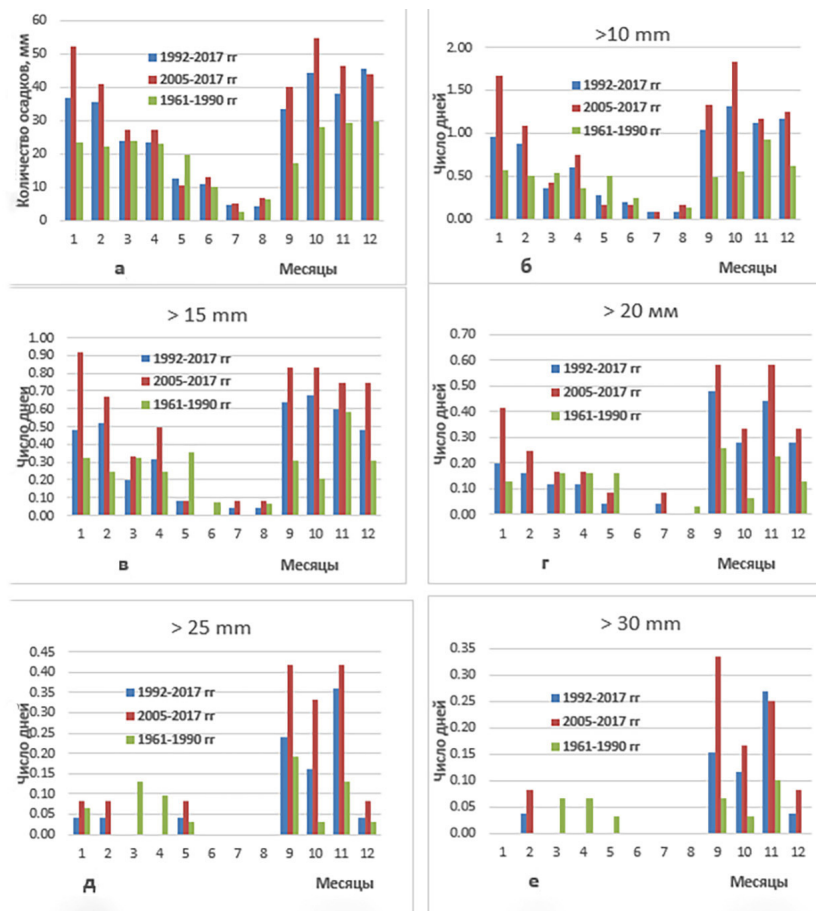 60
50
40
30
20
10
0
Количество осадков, мм
1992-2017 гг
2005-2017 гг
1961-1990 гг
1 2 3 4 5 6 7 8 9 10 11 12
а
Месяцы
>10 mm
2.00
1.50
1.00
0.50
0.00
Число дней
1992-2017 гг
2005-2017 гг
1961-1990 гг
1 2 3 4 5 6 7 8 9 10 11 12
б
Месяцы
> 15 mm
1.00
0.90
0.80
0.70
0.60
0.50
0.40
0.30
0.20
0.10
0.00
Число дней
1992-2017 гг
2005-2017 гг
1961-1990 гг
1 2 3 4 5 6 7 8 9 10 11 12
в
Месяцы
> 20 мм
0.70
0.60
0.50
0.40
0.30
0.20
0.10
0.00
Число дней
1992-2017 гг
2005-2017 гг
1961-1990 гг
1 2 3 4 5 6 7 8 9 10 11 12
г
Месяцы
> 25 mm
0.45
0.40
0.35
0.30
0.25
0.20
0.15
0.10
0.05
0.00
Число дней
1992-2017 гг
2005-2017 гг
1961-1990 гг
1 2 3 4 5 6 7 8 9 10 11 12
д
Месяцы
> 30 mm
0.35
0.30
0.25
0.20
0.15
0.10
0.05
0.00
Число дней
1992-2017 гг
2005-2017 гг
1961-1990 гг
1 2 3 4 5 6 7 8 9 10 11 12
е
Месяцы